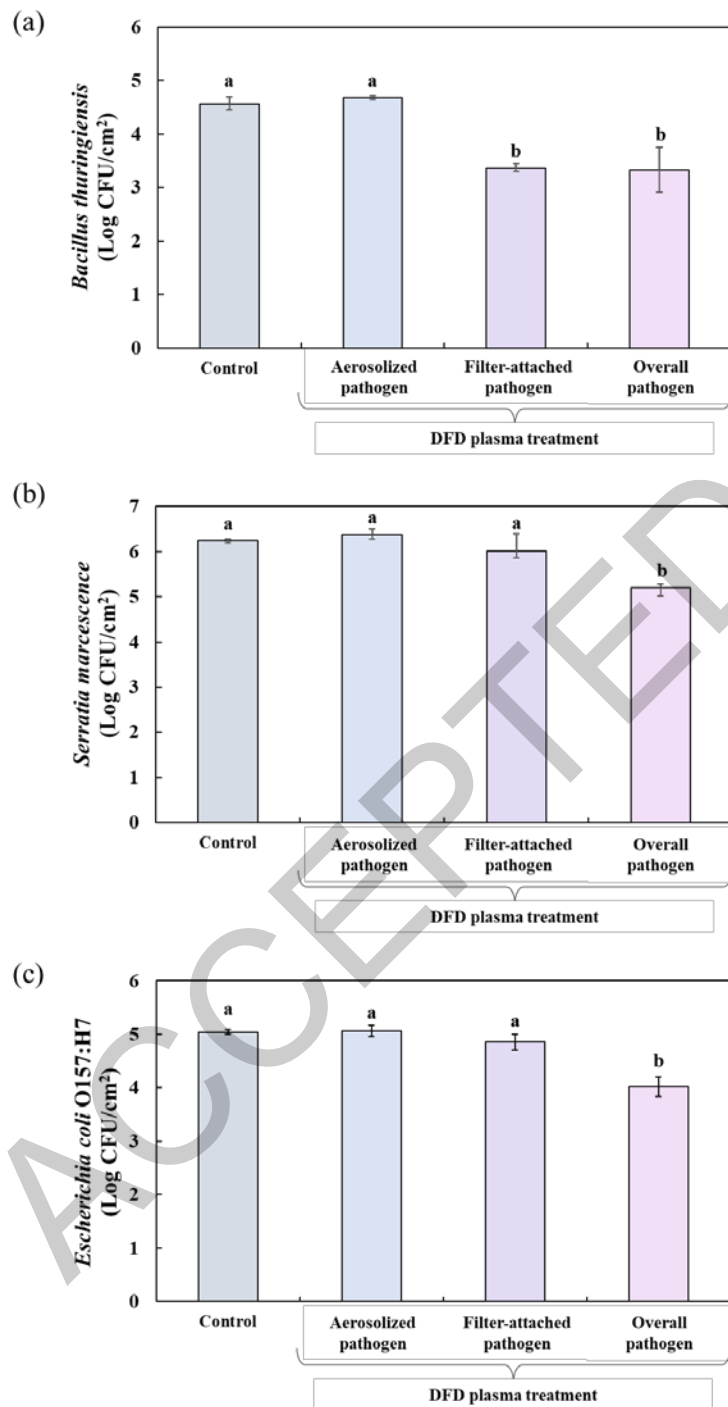 (a)
Bacillus thuringiensis
(Log CFU/cm²)
6
5
4
3
2
1
0
a
a
b
b
Control
Aerosolized
pathogen
Filter-attached
pathogen
Overall
pathogen
DFD plasma treatment
(b)
Serratia marcescence
(Log CFU/cm²)
7
6
5
4
3
2
1
0
a
a
a
b
Control
Aerosolized
pathogen
Filter-attached
pathogen
Overall
pathogen
DFD plasma treatment
(c)
Escherichia coli O157:H7
(Log CFU/cm²)
6
5
4
3
2
1
0
a
a
a
b
Control
Aerosolized
pathogen
Filter-attached
pathogen
Overall
pathogen
DFD plasma treatment
ACCEPTED